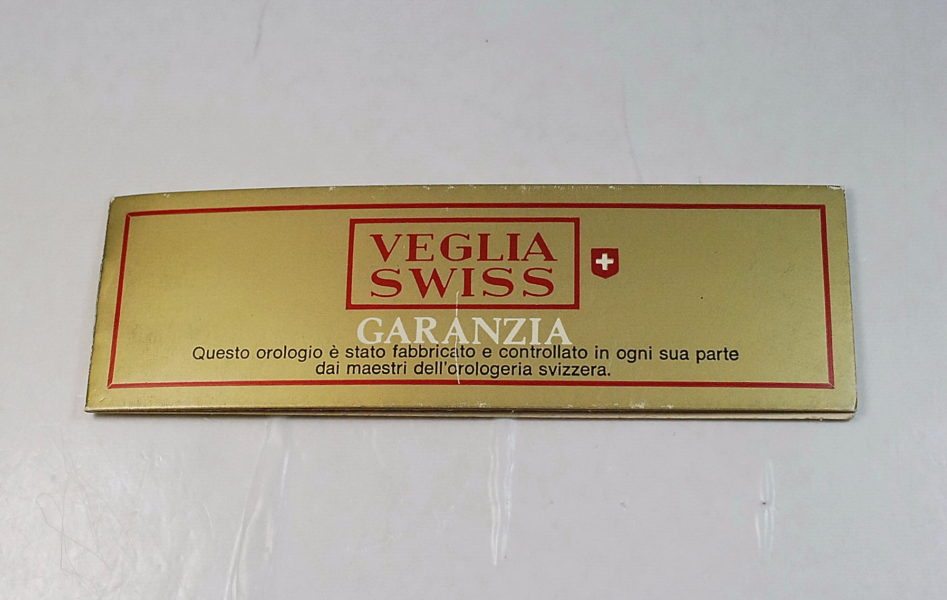 VEGLIA
SWISS
GARANZIA
Questo orologio è stato fabbricato e controllato in ogni sua parte
dai maestri dell'orologeria svizzera.